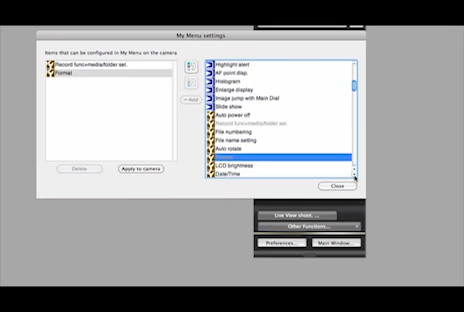 My Menu settings
Items that can be configured in My Menu on the camera.
Record func+media/folder sel.
Format
Add
Highlight alert
AF point disp.
Histogram
Enlarge display
Image jump with Main Dial
Slide show
Auto power off
Record func+media/folder sel.
File numbering
File name setting
Auto rotate
Format
LCD brightness
Date/Time
Delete
Apply to camera
Close
Live View shoot. ...
Other Functions...
Preferences...
Main Window...